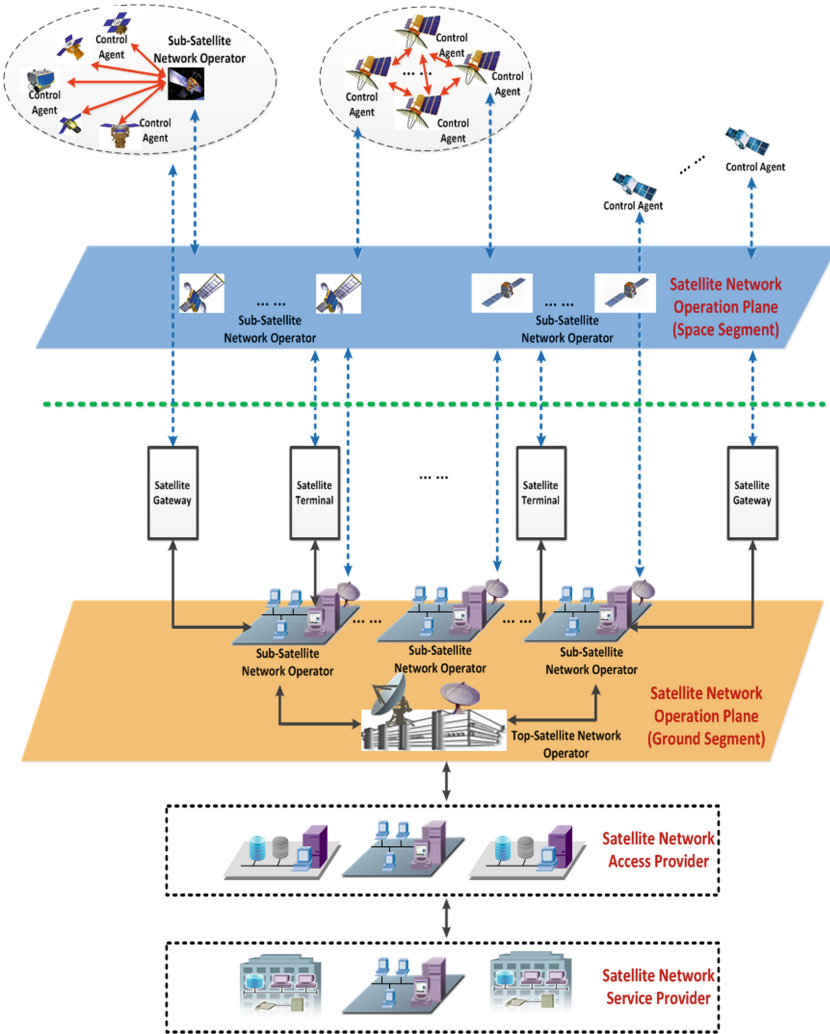 Control
Agent
Sub-Satellite
Network Operator
Control
Agent
Control
Agent
Control
Agent
... ...
Control
Agent
Control
Agent
Control
Agent
Control Agent
... ...
Control Agent
... ...
Sub-Satellite
Network Operator
... ...
Sub-Satellite
Network Operator
Satellite Network
Operation Plane
(Space Segment)
Satellite
Gateway
Satellite
Terminal
... ...
Satellite
Terminal
Satellite
Gateway
... ...
... ...
Sub-Satellite
Network Operator
Sub-Satellite
Network Operator
Sub-Satellite
Network Operator
Top-Satellite Network
Operator
Satellite Network
Operation Plane
(Ground Segment)
Satellite Network
Access Provider
Satellite Network
Service Provider